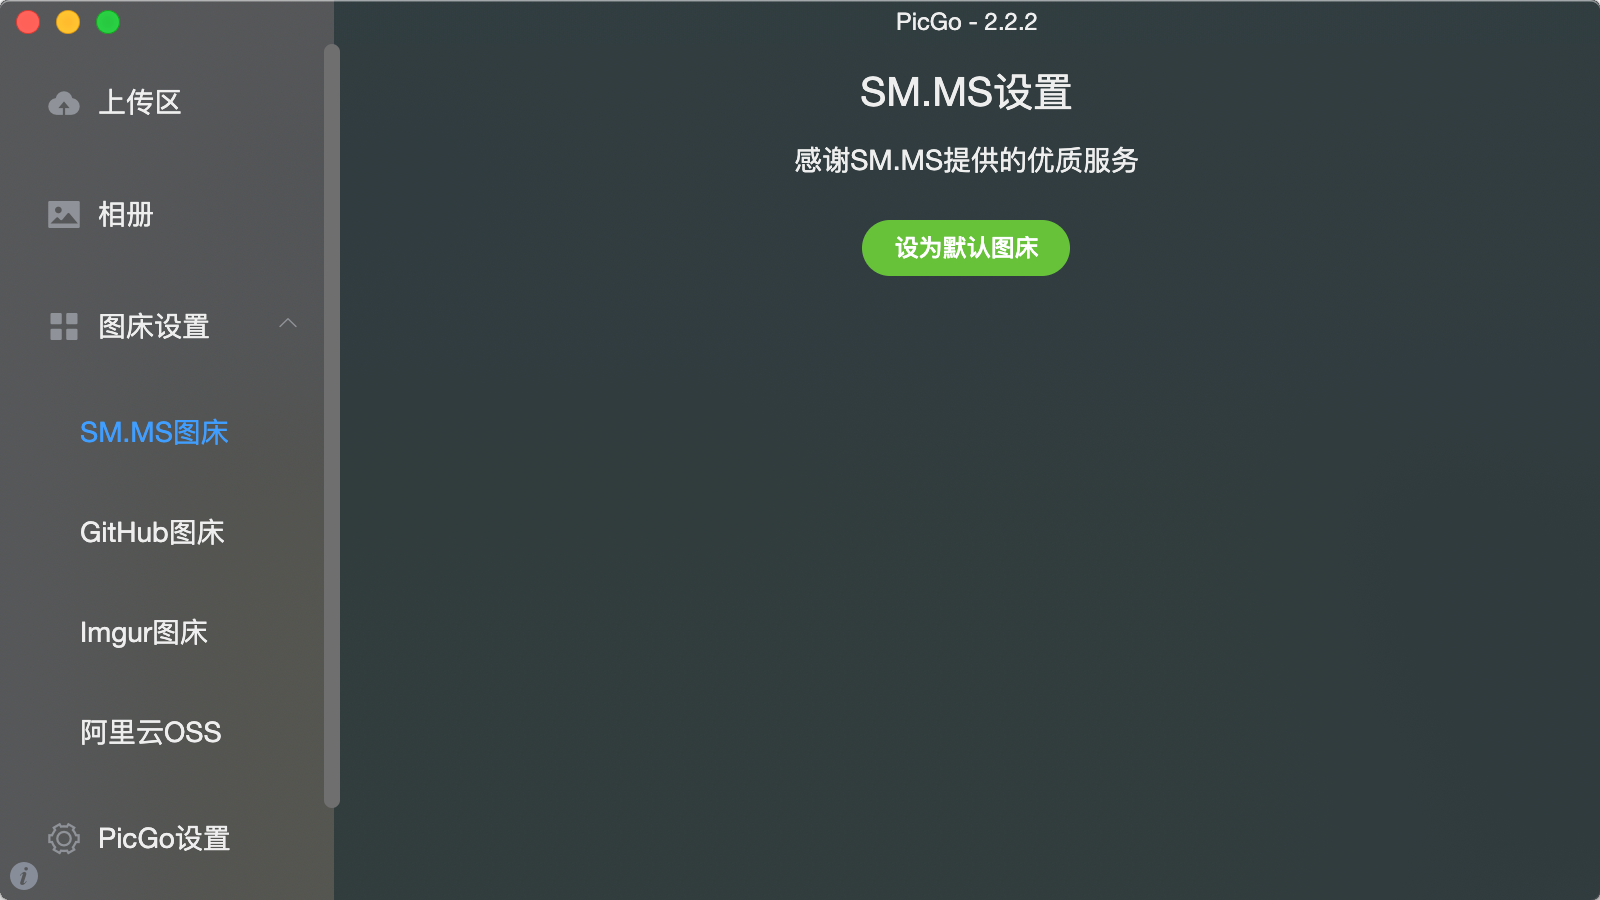 PicGo - 2.2.2
上传区
相册
图床设置
SM.MS图床
GitHub图床
Imgur图床
阿里云OSS
PicGo设置
SM.MS设置
感谢SM.MS提供的优质服务
设为默认图床